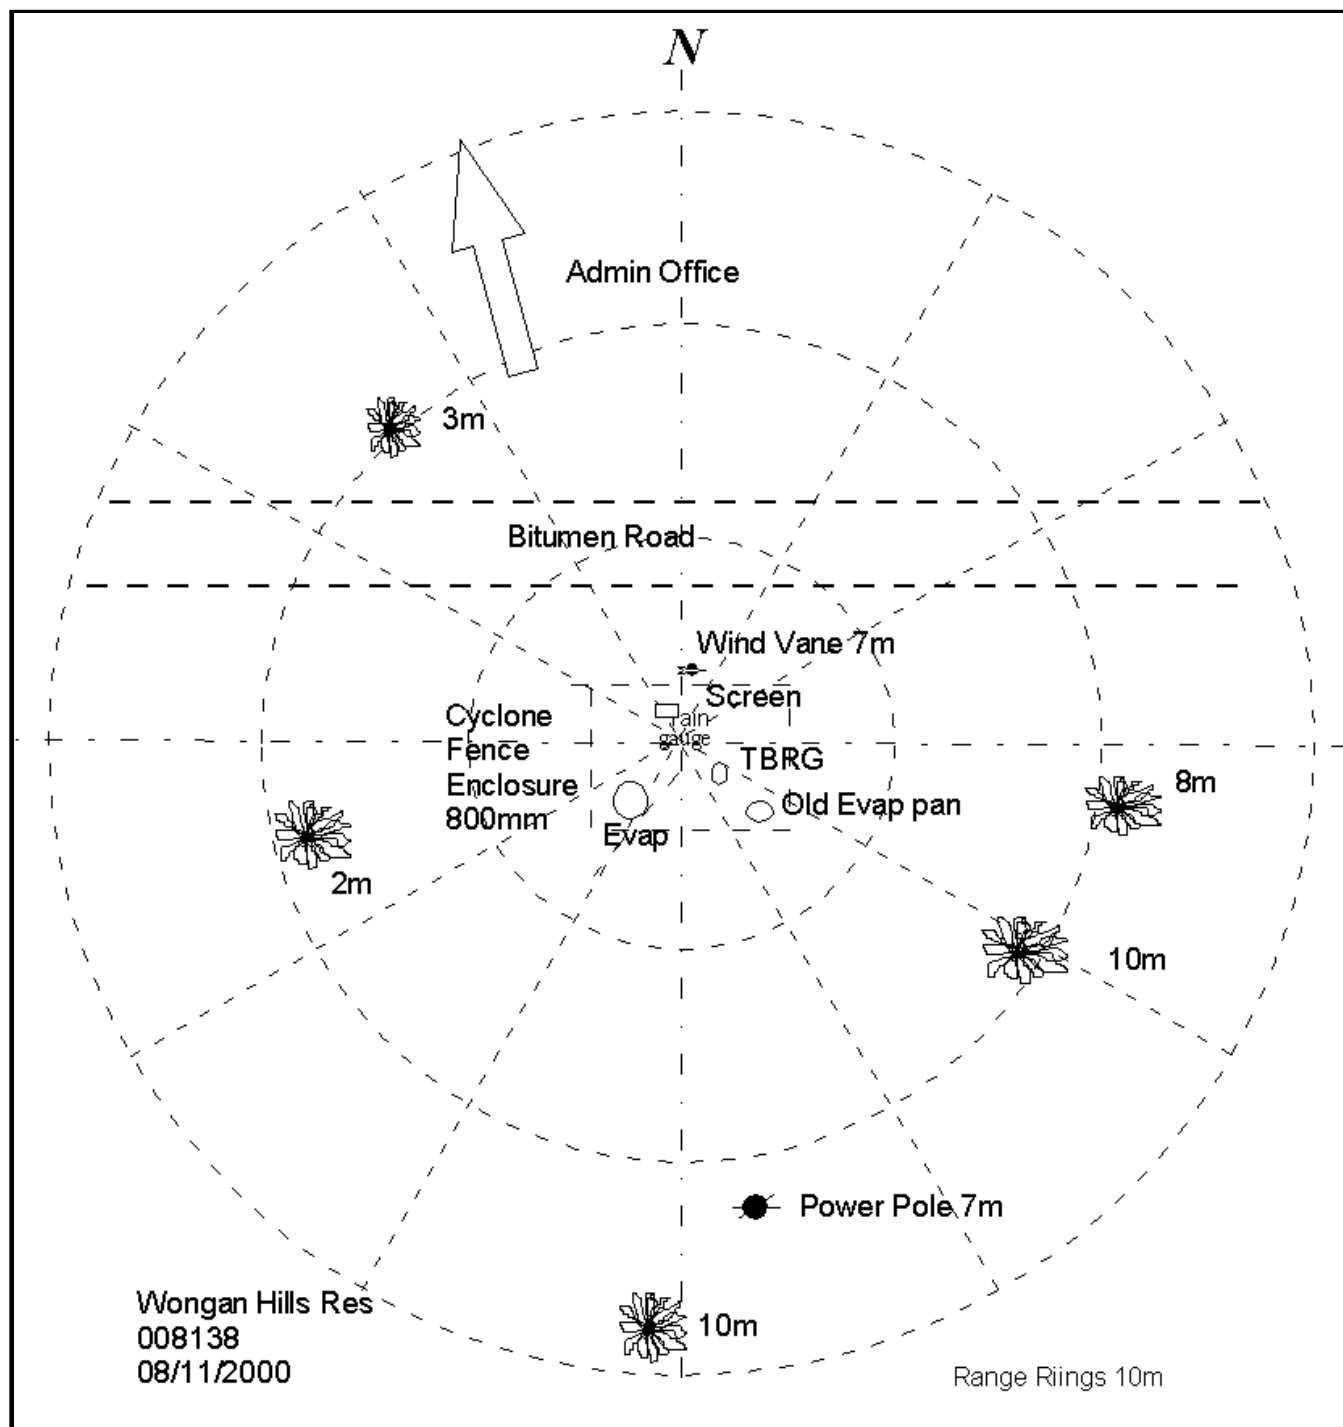 N
Admin Office
3m
Bitumen Road
Wind Vane 7m
Screen
rain
gauge
Cyclone
Fence
Enclosure
800mm
TBRG
Old Evap pan
Evap
8m
2m
10m
Power Pole 7m
10m
Wongan Hills Res
008138
08/11/2000
Range Riings 10m